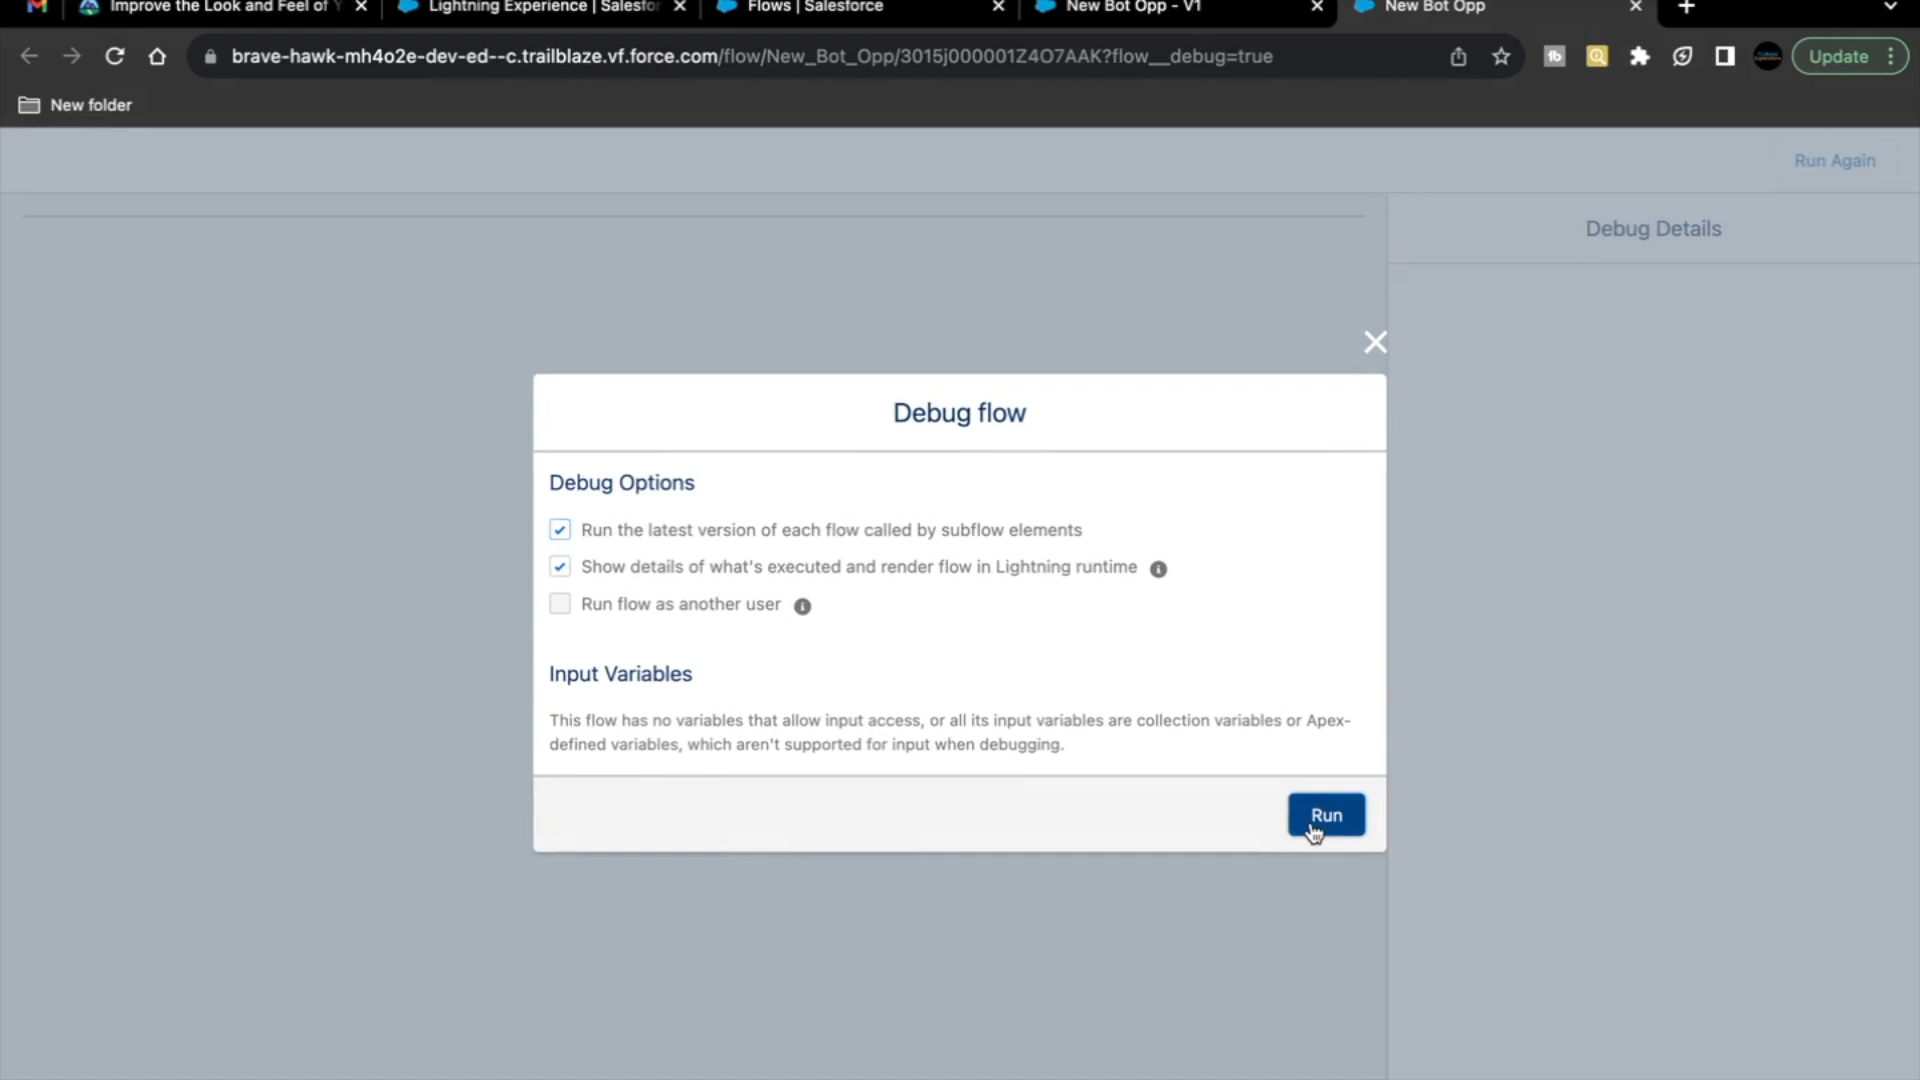 Improve the Look and Feel of
Lightning Experience | Salesfor
Flows | Salesforce
New Bot Opp - V1
New Bot Opp
brave-hawk-mh4o2e-dev-ed--c.trailblaze.vf.force.com/flow/New_Bot_Opp/3015j000001Z4O7AAK?flow__debug=true
Update
New folder
Run Again
Debug Details
Debug flow
Debug Options
Run the latest version of each flow called by subflow elements
Show details of what's executed and render flow in Lightning runtime
Run flow as another user
Input Variables
This flow has no variables that allow input access, or all its input variables are collection variables or Apex-
defined variables, which aren't supported for input when debugging.
Run